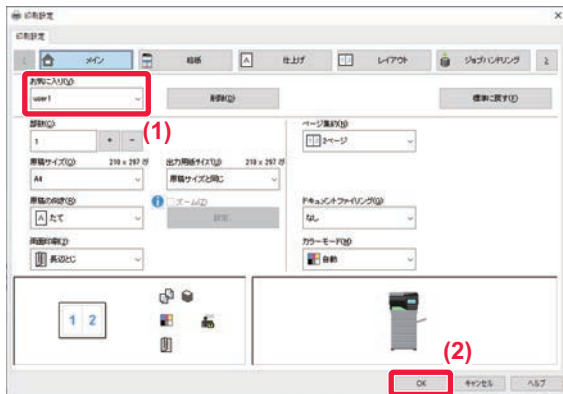 印刷設定
印刷設定
メイン 給紙 仕上げ レイアウト ジョブハンドリング 2
お気に入り(V)
user1 削除(D) 標準に戻す(F)
(1)
部数(C) ページ集約(N)
1 + - 2ページ
原稿サイズ(O) 210 x 297 ミリ 出力用紙サイズ(U) 210 x 297 ミリ
A4 原稿サイズと同じ
原稿の向き(R) ズーム(Z) ドキュメントファイリング(G)
たて 設定 なし
両面印刷(2) カラーモード(M)
長辺とじ 自動
1 2
(2)
OK キャンセル ヘルプ